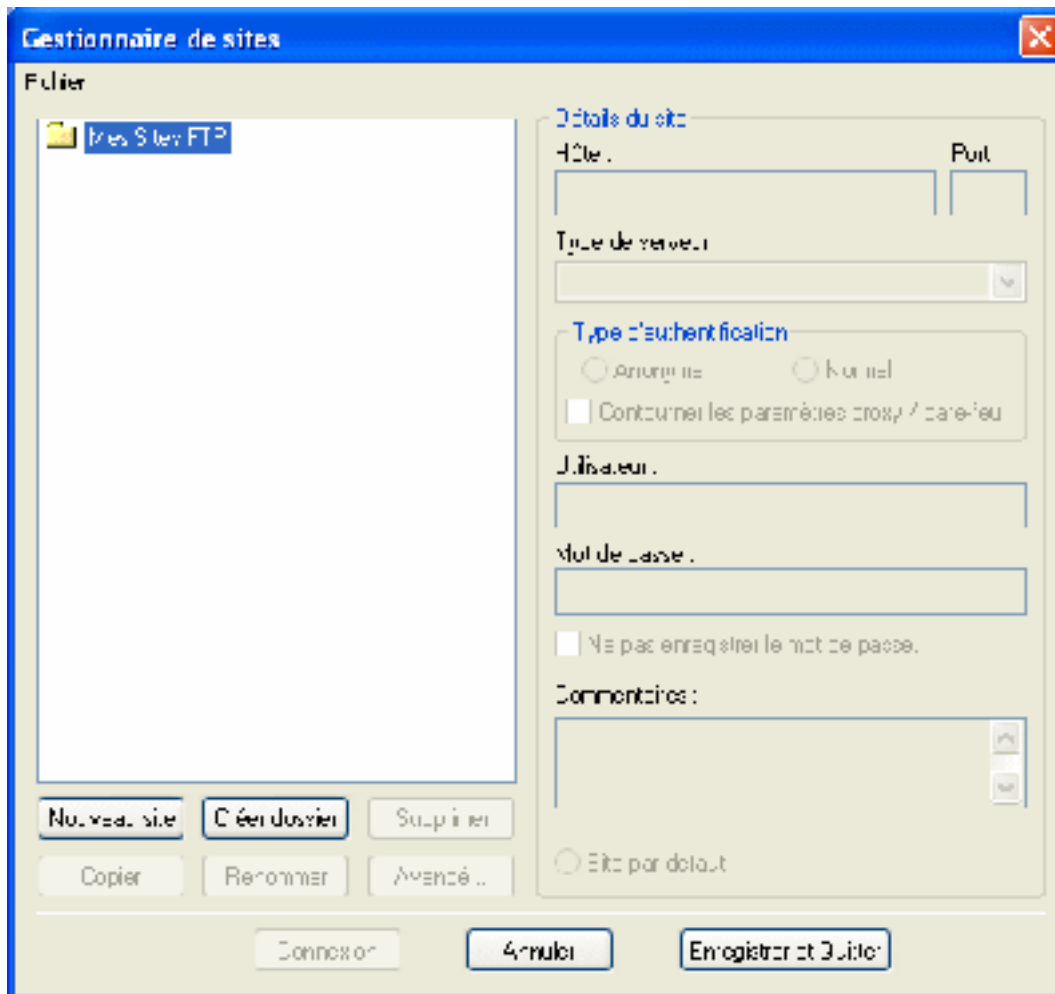 Gestionnaire de sites
Fichier
Mes Sites FTP
Détails du site
Hôte :
Port
Type de serveur
Type d'authentification
Anonyme
Normal
Contourner les paramètres proxy / pare-feu
Utilisateur :
Mot de passe :
Ne pas enregistrer le mot de passe.
Commentaires :
Nouveau site
Créer dossier
Supprimer
Copier
Renommer
Avancé...
Site par défaut
Connexion
Annuler
Enregistrer et Quitter